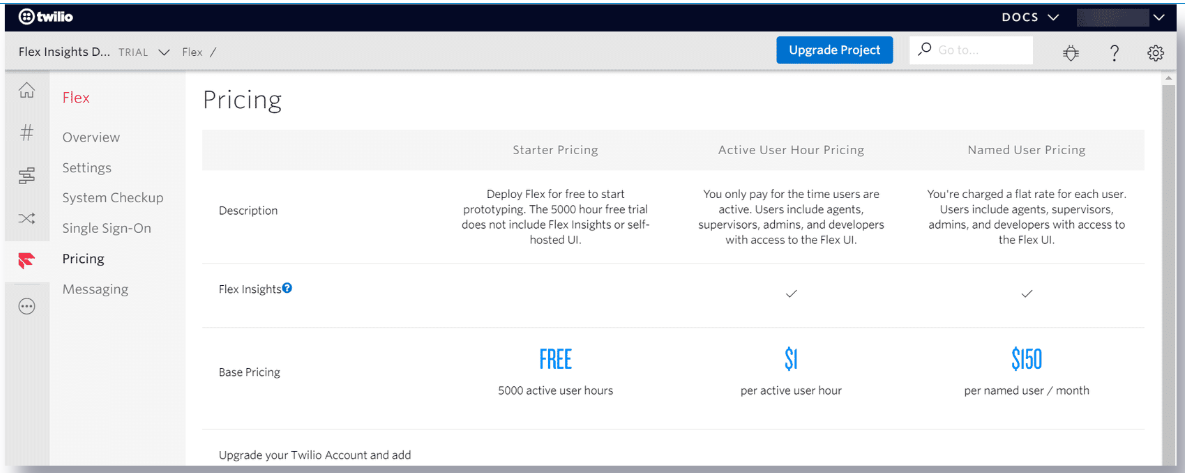 twilio
DOCS
Flex Insights D... TRIAL
Flex /
Upgrade Project
Go to...
?
Flex
Overview
Settings
System Checkup
Single Sign-On
Pricing
Messaging
Pricing
Starter Pricing
Active User Hour Pricing
Named User Pricing
Description
Deploy Flex for free to start
prototyping. The 5000 hour free trial
does not include Flex Insights or self-
hosted UI.
You only pay for the time users are
active. Users include agents,
supervisors, admins, and developers
with access to the Flex UI.
You're charged a flat rate for each user.
Users include agents, supervisors,
admins, and developers with access to
the Flex UI.
Flex Insights?
Base Pricing
FREE
5000 active user hours
$1
per active user hour
$150
per named user / month
Upgrade your Twilio Account and add